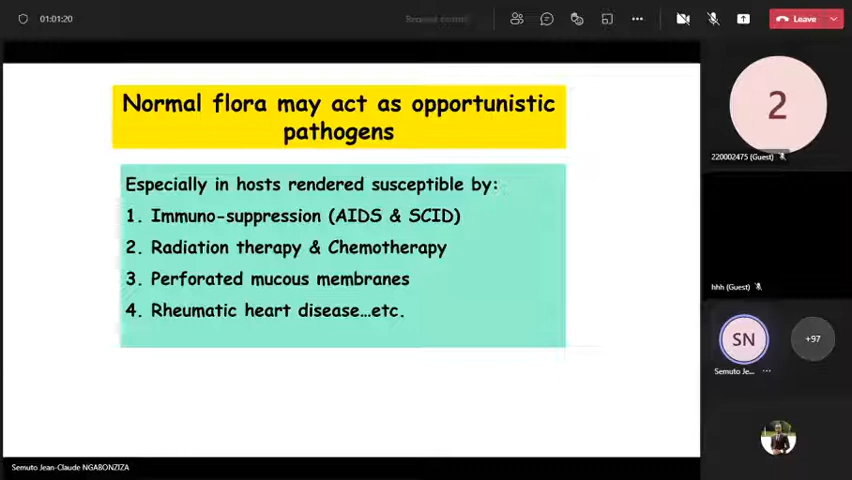 01:01:20
Request control
Leave
Normal flora may act as opportunistic
pathogens
Especially in hosts rendered susceptible by:
1. Immuno-suppression (AIDS & SCID)
2. Radiation therapy & Chemotherapy
3. Perforated mucous membranes
4. Rheumatic heart disease…etc.
2
220002475 (Guest)
hhh (Guest)
SN
+97
Semuto Je...
Semuto Jean-Claude NGABONZIZA